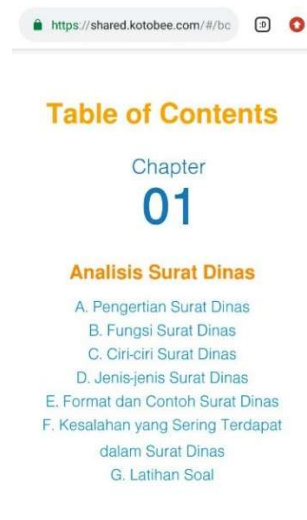 https://shared.kotobee.com/#/bc
:D
Table of Contents
Chapter
01
Analisis Surat Dinas
A. Pengertian Surat Dinas
B. Fungsi Surat Dinas
C. Ciri-ciri Surat Dinas
D. Jenis-jenis Surat Dinas
E. Format dan Contoh Surat Dinas
F. Kesalahan yang Sering Terdapat
dalam Surat Dinas
G. Latihan Soal